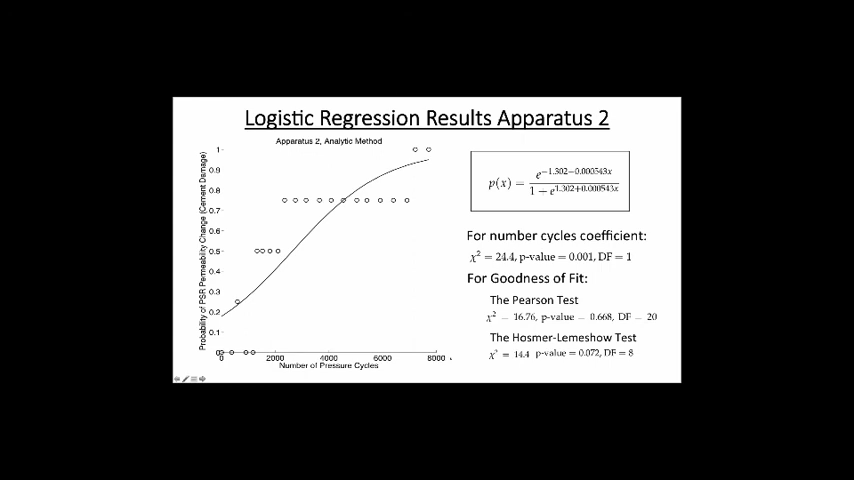 Logistic Regression Results Apparatus 2
Apparatus 2, Analytic Method
Probability of PSR Permeability Change (Cement Damage)
1
0.9
0.8
0.7
0.6
0.5
0.4
0.3
0.2
0.1
0
0 2000 4000 6000 8000
Number of Pressure Cycles
p(x) = e^−1.302−0.000543x / 1−e^1.302+0.000543x
For number cycles coefficient:
χ² = 24.4, p-value = 0.001, DF = 1
For Goodness of Fit:
The Pearson Test
χ² = 16.76, p-value = 0.668, DF = 20
The Hosmer-Lemeshow Test
χ² = 14.4 p-value = 0.072, DF = 8